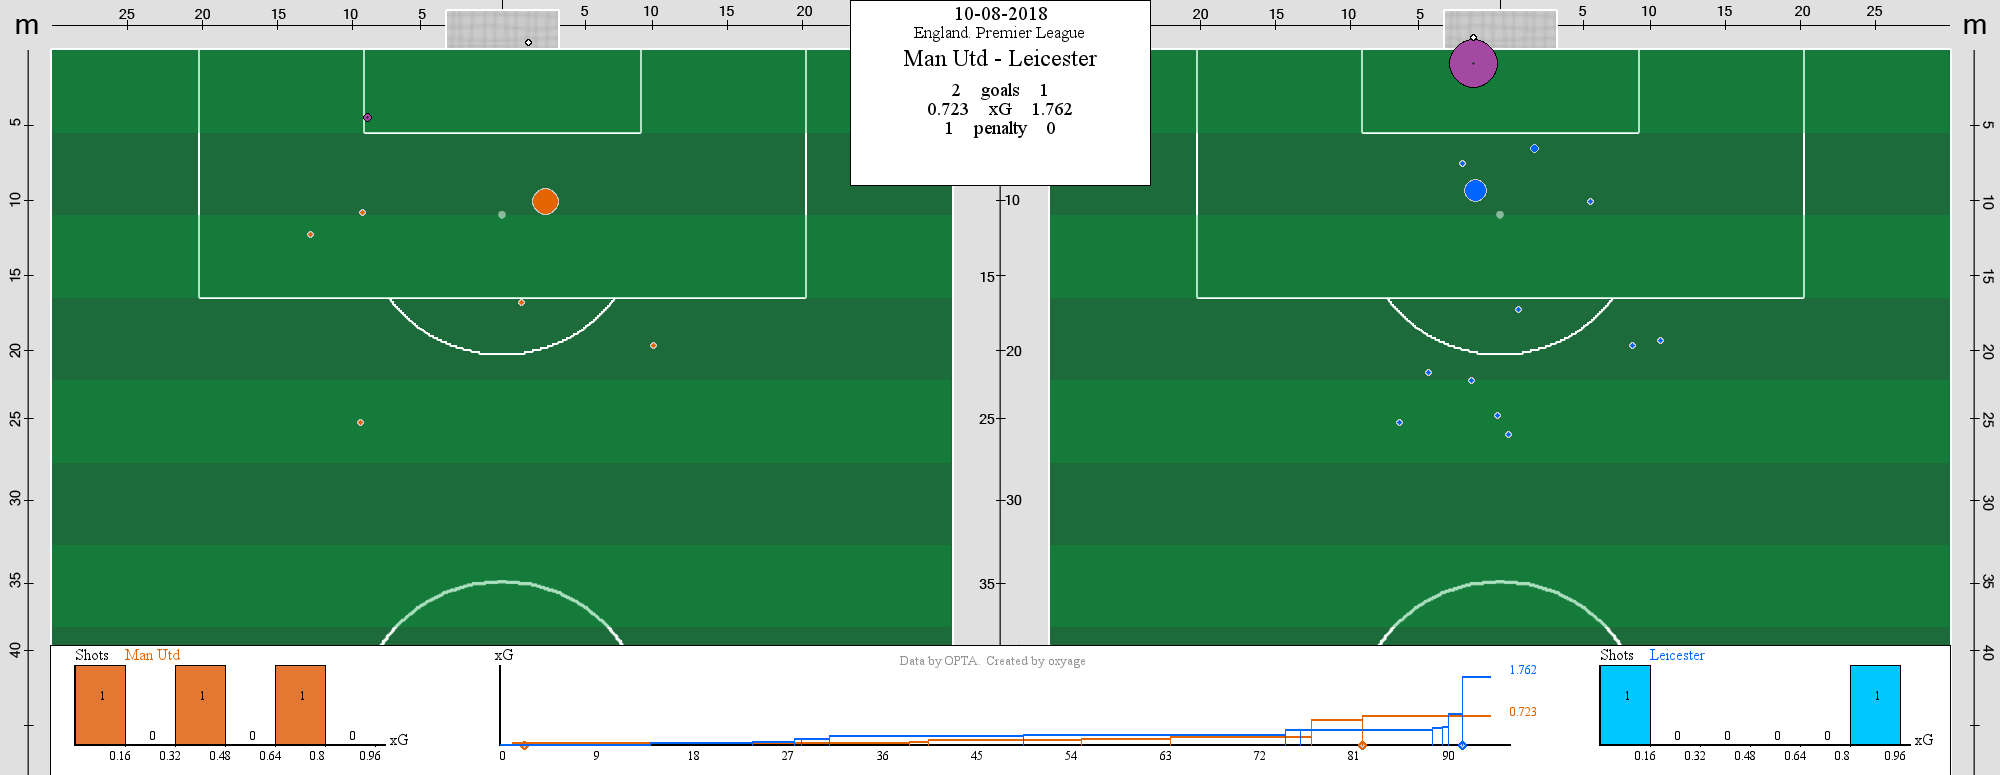 25 20 15 10 5 5 10 15 20
m
10-08-2018
England. Premier League
Man Utd - Leicester
2 goals 1
0.723 xG 1.762
1 penalty 0
20 15 10 5 5 10 15 20 25
m
5 10 15 20 25 30 35 40
10 15 20 25 30 35
5 10 15 20 25 30 35 40
Shots Man Utd
1 0 1 0 1 0
xG
0.16 0.32 0.48 0.64 0.8 0.96
xG
Data by OPTA. Created by oxyage
1.762
0.723
0 9 18 27 36 45 54 63 72 81 90
Shots Leicester
1 0 0 0 0 1
xG
0.16 0.32 0.48 0.64 0.8 0.96